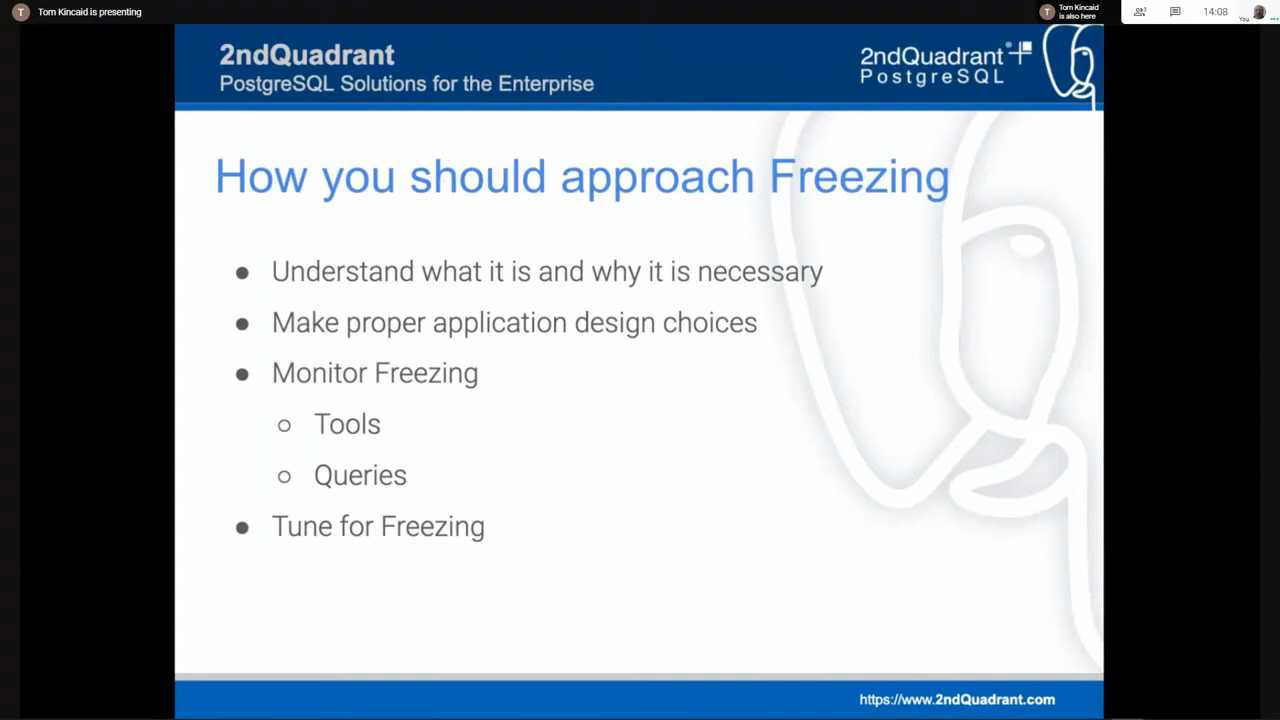 Tom Kincaid is presenting
Tom Kincaid
is also here
3
14:08
You
2ndQuadrant
PostgreSQL Solutions for the Enterprise
2ndQuadrant®
PostgreSQL
How you should approach Freezing
● Understand what it is and why it is necessary
● Make proper application design choices
● Monitor Freezing
○ Tools
○ Queries
● Tune for Freezing
https://www.2ndQuadrant.com